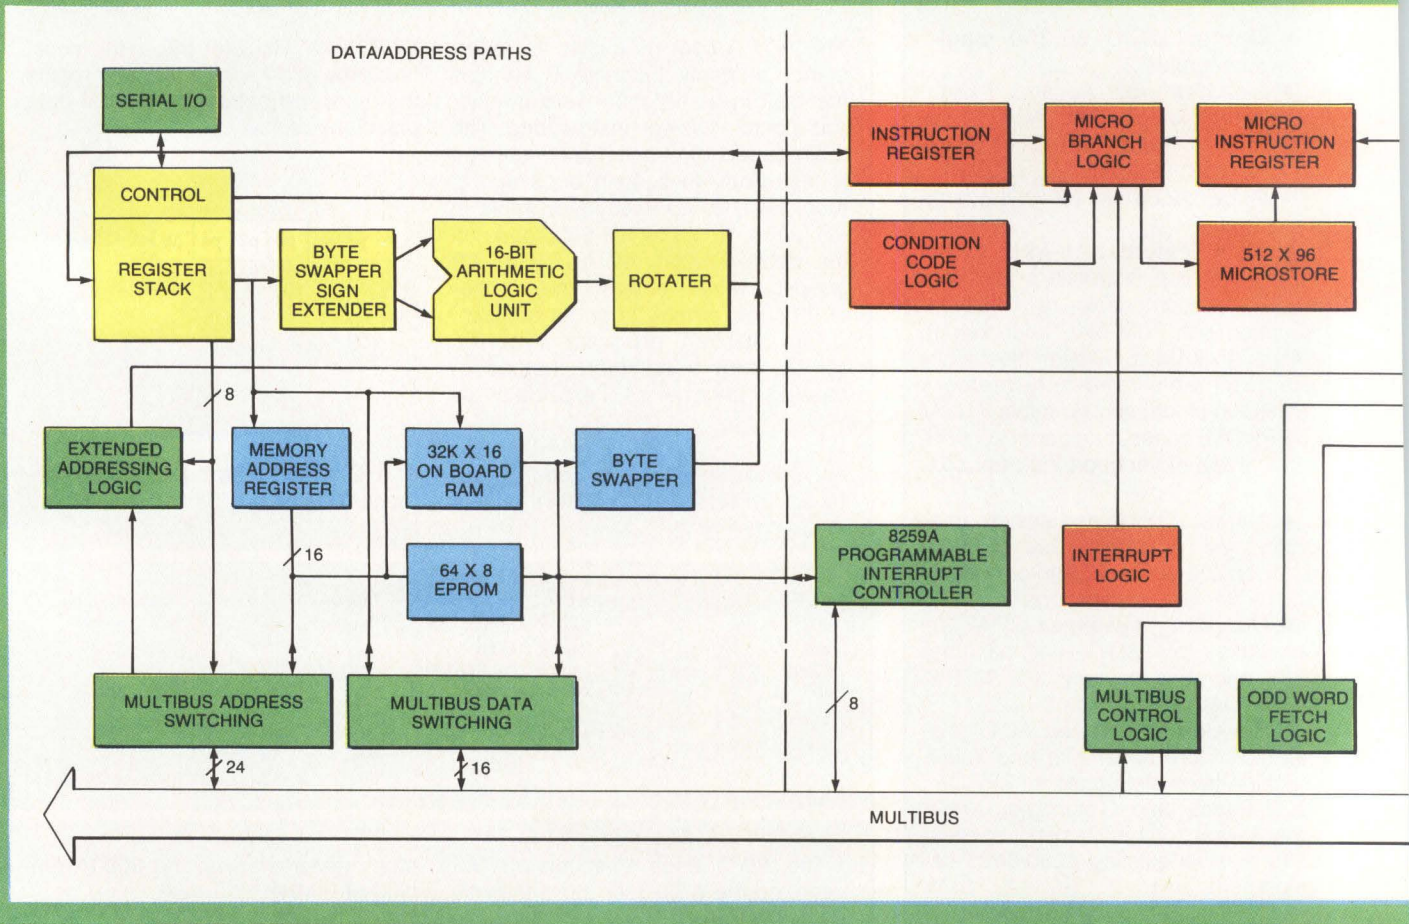 DATA/ADDRESS PATHS
SERIAL I/O
CONTROL
REGISTER
STACK
BYTE
SWAPPER
SIGN
EXTENDER
16-BIT
ARITHMETIC
LOGIC
UNIT
ROTATER
INSTRUCTION
REGISTER
MICRO
BRANCH
LOGIC
MICRO
INSTRUCTION
REGISTER
CONDITION
CODE
LOGIC
512 X 96
MICROSTORE
8
EXTENDED
ADDRESSING
LOGIC
MEMORY
ADDRESS
REGISTER
32K X 16
ON BOARD
RAM
BYTE
SWAPPER
16
64 X 8
EPROM
8259A
PROGRAMMABLE
INTERRUPT
CONTROLLER
INTERRUPT
LOGIC
MULTIBUS ADDRESS
SWITCHING
MULTIBUS DATA
SWITCHING
8
MULTIBUS
CONTROL
LOGIC
ODD WORD
FETCH
LOGIC
24
16
MULTIBUS